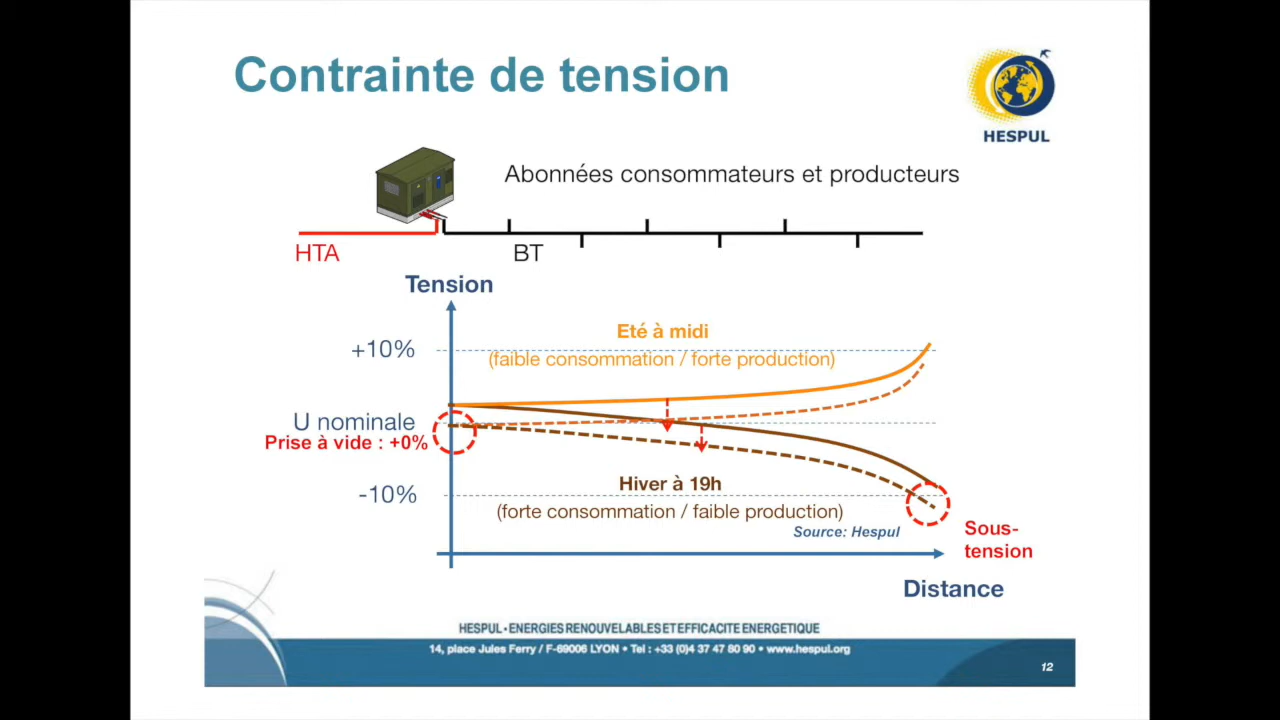 Contrainte de tension
HESPUL
Abonnées consommateurs et producteurs
HTA
BT
Tension
Eté à midi
+10%
(faible consommation / forte production)
U nominale
Prise à vide : +0%
Hiver à 19h
-10%
(forte consommation / faible production)
Source: Hespul
Sous-
tension
Distance
HESPUL • ENERGIES RENOUVELABLES ET EFFICACITE ENERGETIQUE
14, place Jules Ferry / F-69006 LYON • Tel : +33 (0)4 37 47 80 90 • www.hespul.org
12